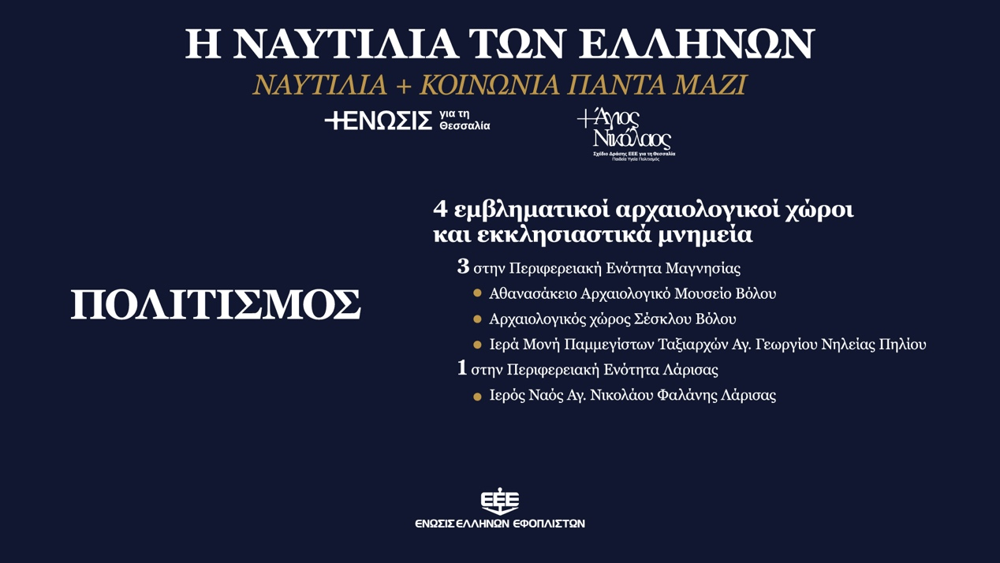 Η ΝΑΥΤΙΛΙΑ ΤΩΝ ΕΛΛΗΝΩΝ
ΝΑΥΤΙΛΙΑ + ΚΟΙΝΩΝΙΑ ΠΑΝΤΑ ΜΑΖΙ
+ΕΝΩΣΙΣ για τη
Θεσσαλία
+Άγιος
Νικόλαος
Σχέδιο Δράσης ΕΕΕ για τη Θεσσαλία
Παιδεία Υγεία Πολιτισμός
ΠΟΛΙΤΙΣΜΟΣ
4 εμβληματικοί αρχαιολογικοί χώροι
και εκκλησιαστικά μνημεία
3 στην Περιφερειακή Ενότητα Μαγνησίας
● Αθανασάκειο Αρχαιολογικό Μουσείο Βόλου
● Αρχαιολογικός χώρος Σέσκλου Βόλου
● Ιερά Μονή Παμμεγίστων Ταξιαρχών Αγ. Γεωργίου Νηλείας Πηλίου
1 στην Περιφερειακή Ενότητα Λάρισας
● Ιερός Ναός Αγ. Νικολάου Φαλάνης Λάρισας
ΕΕΕ
ΕΝΩΣΙΣ ΕΛΛΗΝΩΝ ΕΦΟΠΛΙΣΤΩΝ